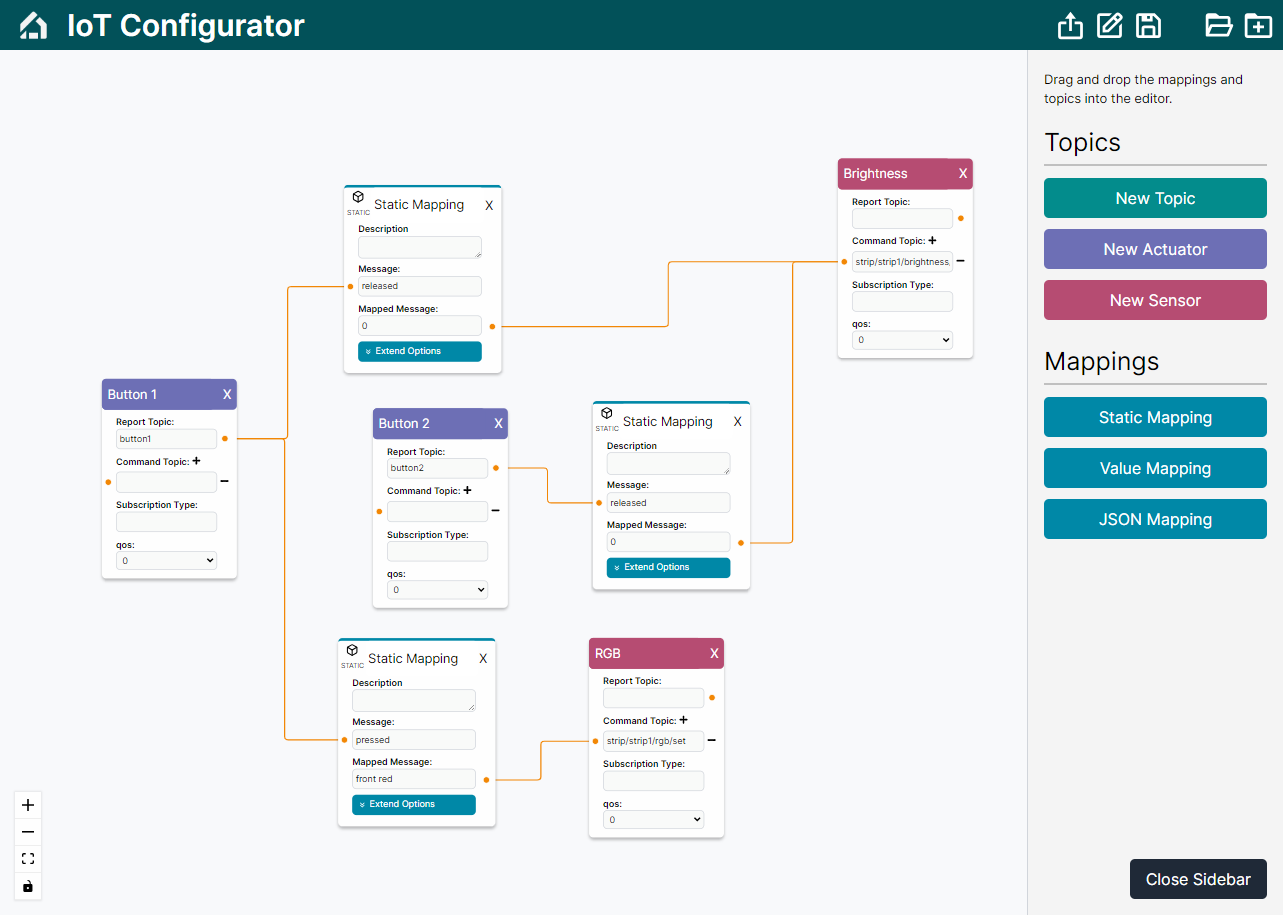 IoT Configurator
Drag and drop the mappings and
topics into the editor.
Topics
New Topic
New Actuator
New Sensor
Mappings
Static Mapping
Value Mapping
JSON Mapping
Close Sidebar
STATIC
Static Mapping
X
Description
Message:
released
Mapped Message:
0
Extend Options
Brightness
X
Report Topic:
Command Topic:
strip/strip1/brightness,
Subscription Type:
qos:
0
Button 1
X
Report Topic:
button1
Command Topic:
Subscription Type:
qos:
0
Button 2
X
Report Topic:
button2
Command Topic:
Subscription Type:
qos:
0
STATIC
Static Mapping
X
Description
Message:
released
Mapped Message:
0
Extend Options
STATIC
Static Mapping
X
Description
Message:
pressed
Mapped Message:
front red
Extend Options
RGB
X
Report Topic:
Command Topic:
strip/strip1/rgb/set
Subscription Type:
qos:
0